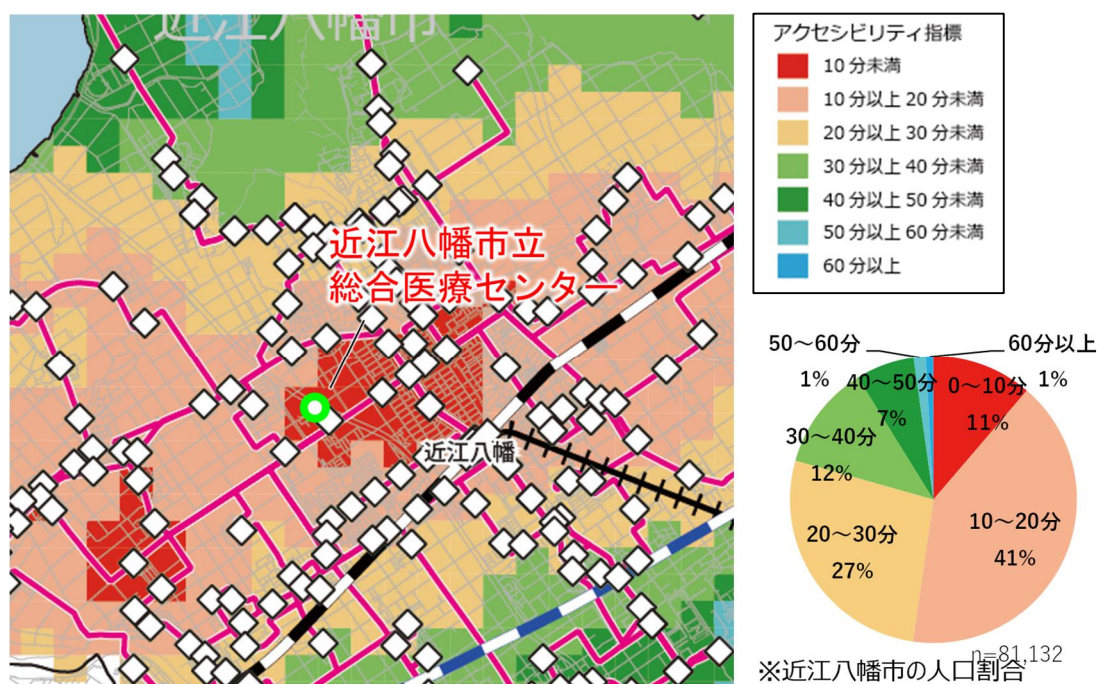 近江八幡市
近江八幡市立
総合医療センター
近江八幡
アクセシビリティ指標
10分未満
10分以上20分未満
20分以上30分未満
30分以上40分未満
40分以上50分未満
50分以上60分未満
60分以上
50～60分
1%
60分以上
1%
40～50分
7%
0～10分
11%
30～40分
12%
20～30分
27%
10～20分
41%
n=81,132
※近江八幡市の人口割合